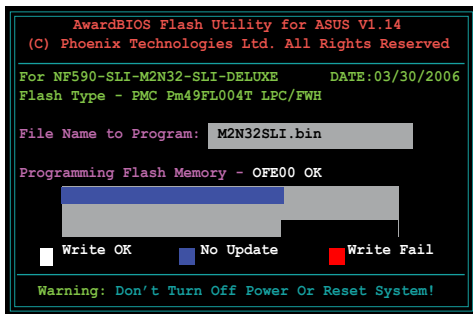 AwardBIOS Flash Utility for ASUS V1.14
(C) Phoenix Technologies Ltd. All Rights Reserved
For NF590-SLI-M2N32-SLI-DELUXE DATE:03/30/2006
Flash Type - PMC Pm49FL004T LPC/FWH
File Name to Program: M2N32SLI.bin
Programming Flash Memory - OFE00 OK
Write OK No Update Write Fail
Warning: Don't Turn Off Power Or Reset System!